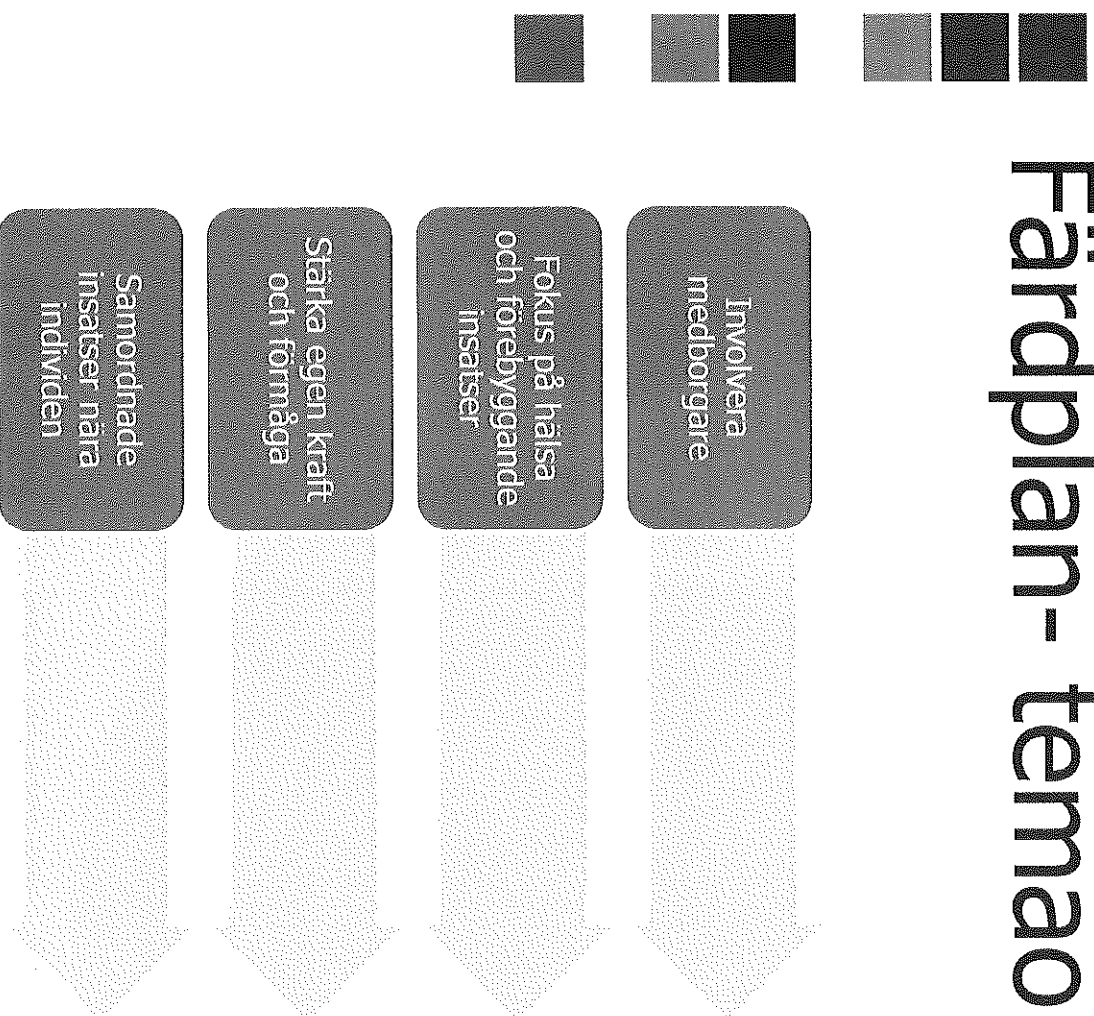 Färdplan- temao
Involvera
medborgare
Fokus på hälsa
och förebyggande
insatser
Stärka egen kraft
och förmåga
Samordnade
insatser nära
individen